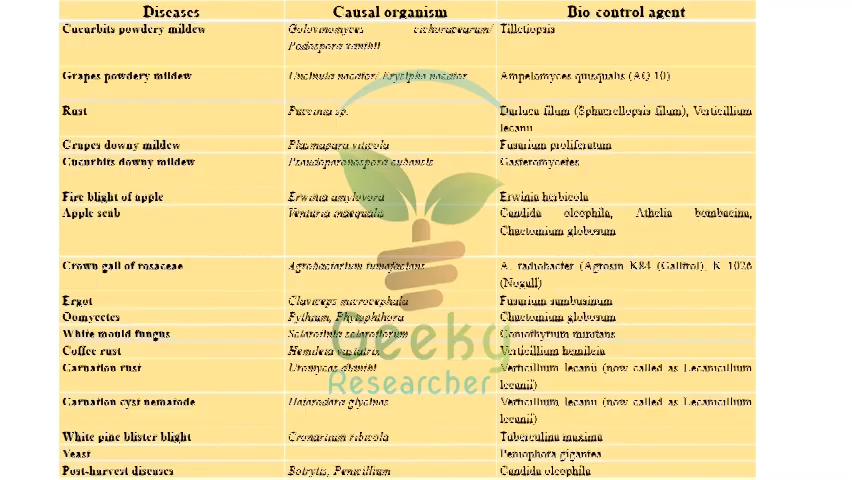 Diseases Causal organism Bio control agent
Cucurbits powdery mildew Golovinomyces cichoracearum/ Tilletiopsis
Podospora xanthii
Grapes powdery mildew Uncinula necator/ Erysiphe necator Ampelomyces quisqualis (AQ 10)
Rust Puccinia sp. Darluca filum (Sphaerellopsis filum), Verticillium
lecanii
Grapes downy mildew Plasmapara viticola Fusarium proliferatum
Cucurbits downy mildew Pseudoperonospora cubensis Gasteromycetes
Fire blight of apple Erwinia amylovora Erwinia herbicola
Apple scab Venturia inaequalis Candida oleophila, Athelia bombacina,
Chaetomium globosum
Crown gall of rosaceae Agrobacterium tumefaciens A. radiobacter (Agrosin K84 (Galltrol), K 1026
(Nogall)
Ergot Claviceps microcephala Fusarium sambusinum
Oomycetes Pythium, Phytophthora Chaetomium globosum
White mould fungus Sclerotinia sclerotiorum Coniothyrium minitans
Coffee rust Hemileia vastatrix Verticillium hemileia
Carnation rust Uromyces dianthi Verticillium lecanii (now called as Lecanicillium
lecanii)
Carnation cyst nematode Heterodera glycines Verticillium lecanii (now called as Lecanicillium
lecanii)
White pine blister blight Cronartium ribicola Tuberculina maxima
Yeast Peniophora gigantea
Post-harvest diseases Botrytis, Penicillium Candida oleophila
Geeky
Researcher